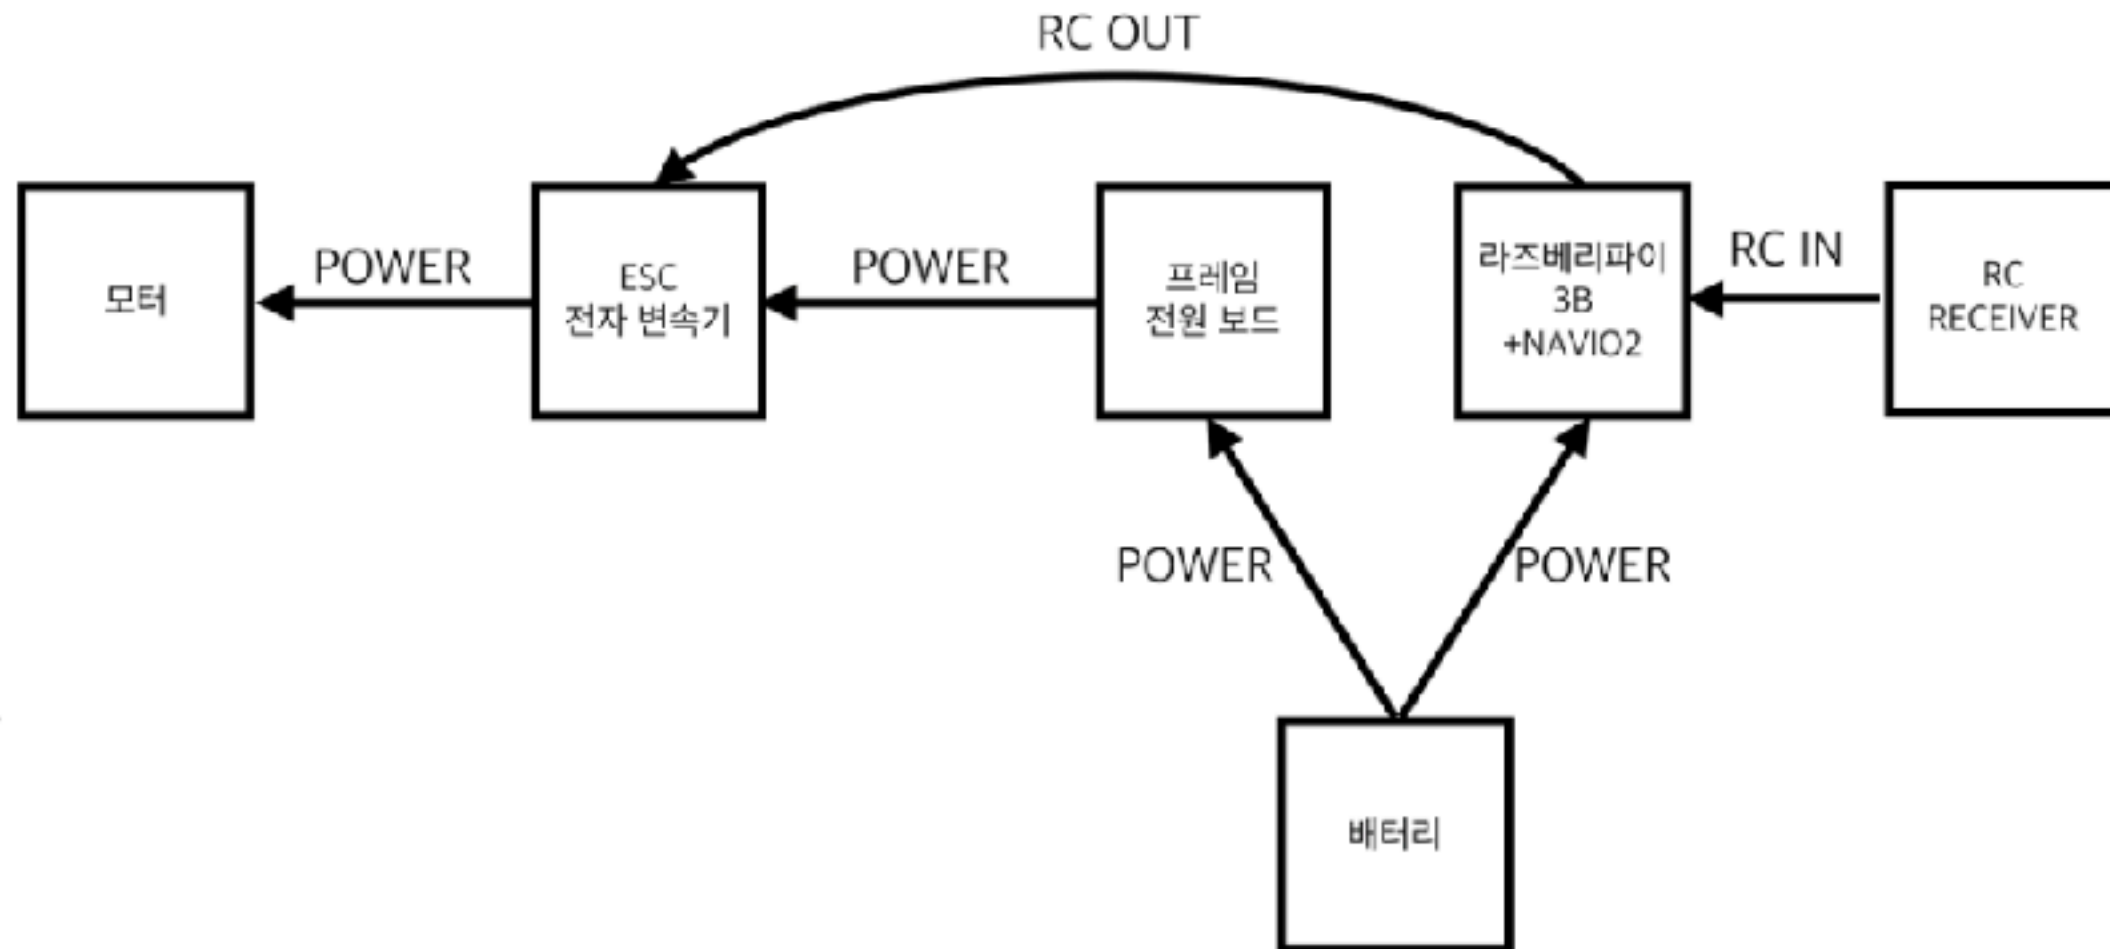 RC OUT
모터
POWER
ESC
전자 변속기
POWER
프레임
전원 보드
라즈베리파이
3B
+NAVIO2
RC IN
RC
RECEIVER
POWER
POWER
배터리